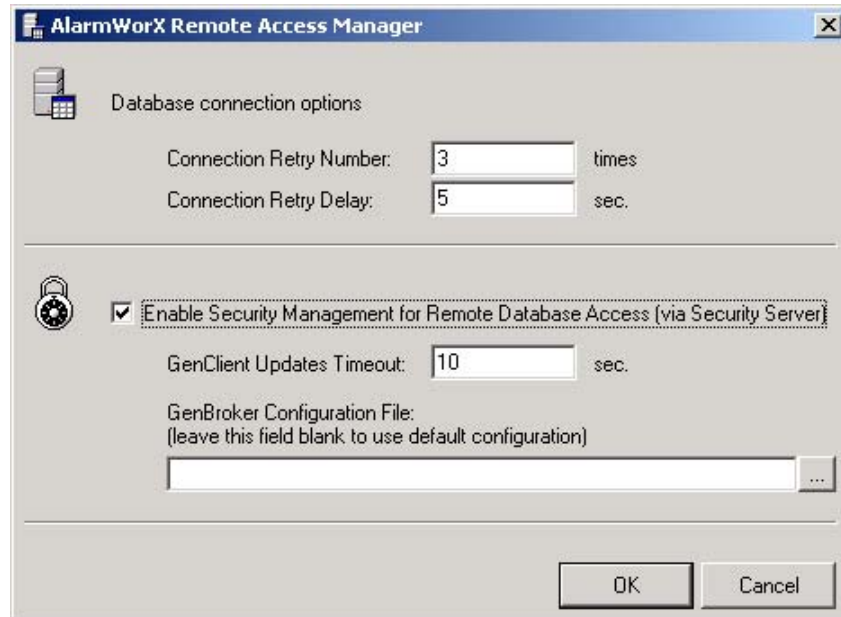 AlarmWorX Remote Access Manager
Database connection options
Connection Retry Number: 3 times
Connection Retry Delay: 5 sec.
Enable Security Management for Remote Database Access (via Security Server)
GenClient Updates Timeout: 10 sec.
GenBroker Configuration File:
(leave this field blank to use default configuration)
...
OK Cancel